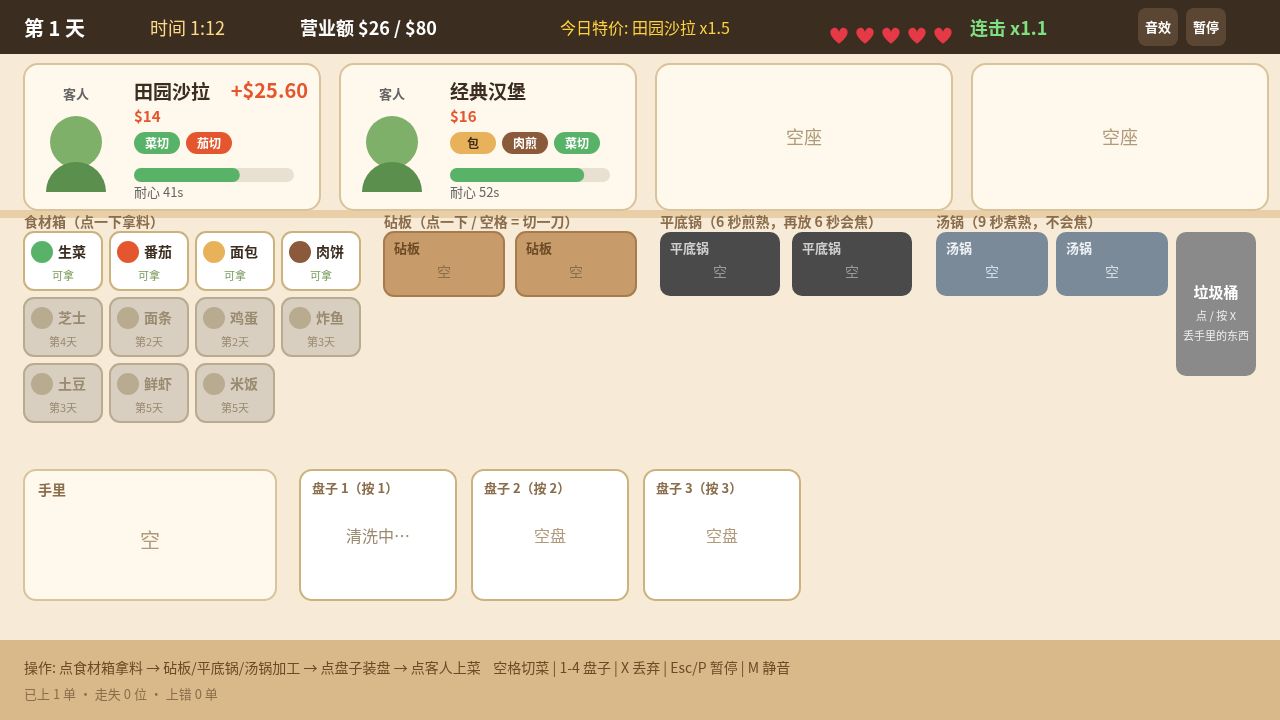 第 1 天 时间 1:12 营业额 $26 / $80 今日特价: 田园沙拉 x1.5 连击 x1.1 音效 暂停
客人 田园沙拉 +$25.60
$14
菜切 茄切
耐心 41s
客人 经典汉堡
$16
包 肉煎 菜切
耐心 52s
空座
空座
食材箱（点一下拿料） 砧板（点一下 / 空格 = 切一刀） 平底锅（6 秒煎熟，再放 6 秒会焦） 汤锅（9 秒煮熟，不会焦）
生菜 番茄 面包 肉饼
可拿 可拿 可拿 可拿
芝士 面条 鸡蛋 炸鱼
第4天 第2天 第2天 第3天
土豆 鲜虾 米饭
第3天 第5天 第5天
砧板 砧板
空 空
平底锅 平底锅
空 空
汤锅 汤锅
空 空
垃圾桶
点 / 按 X
丢手里的东西
手里
空
盘子 1（按 1） 盘子 2（按 2） 盘子 3（按 3）
清洗中… 空盘 空盘
操作: 点食材箱拿料 → 砧板/平底锅/汤锅加工 → 点盘子装盘 → 点客人上菜 空格切菜 | 1-4 盘子 | X 丢弃 | Esc/P 暂停 | M 静音
已上 1 单 · 走失 0 位 · 上错 0 单